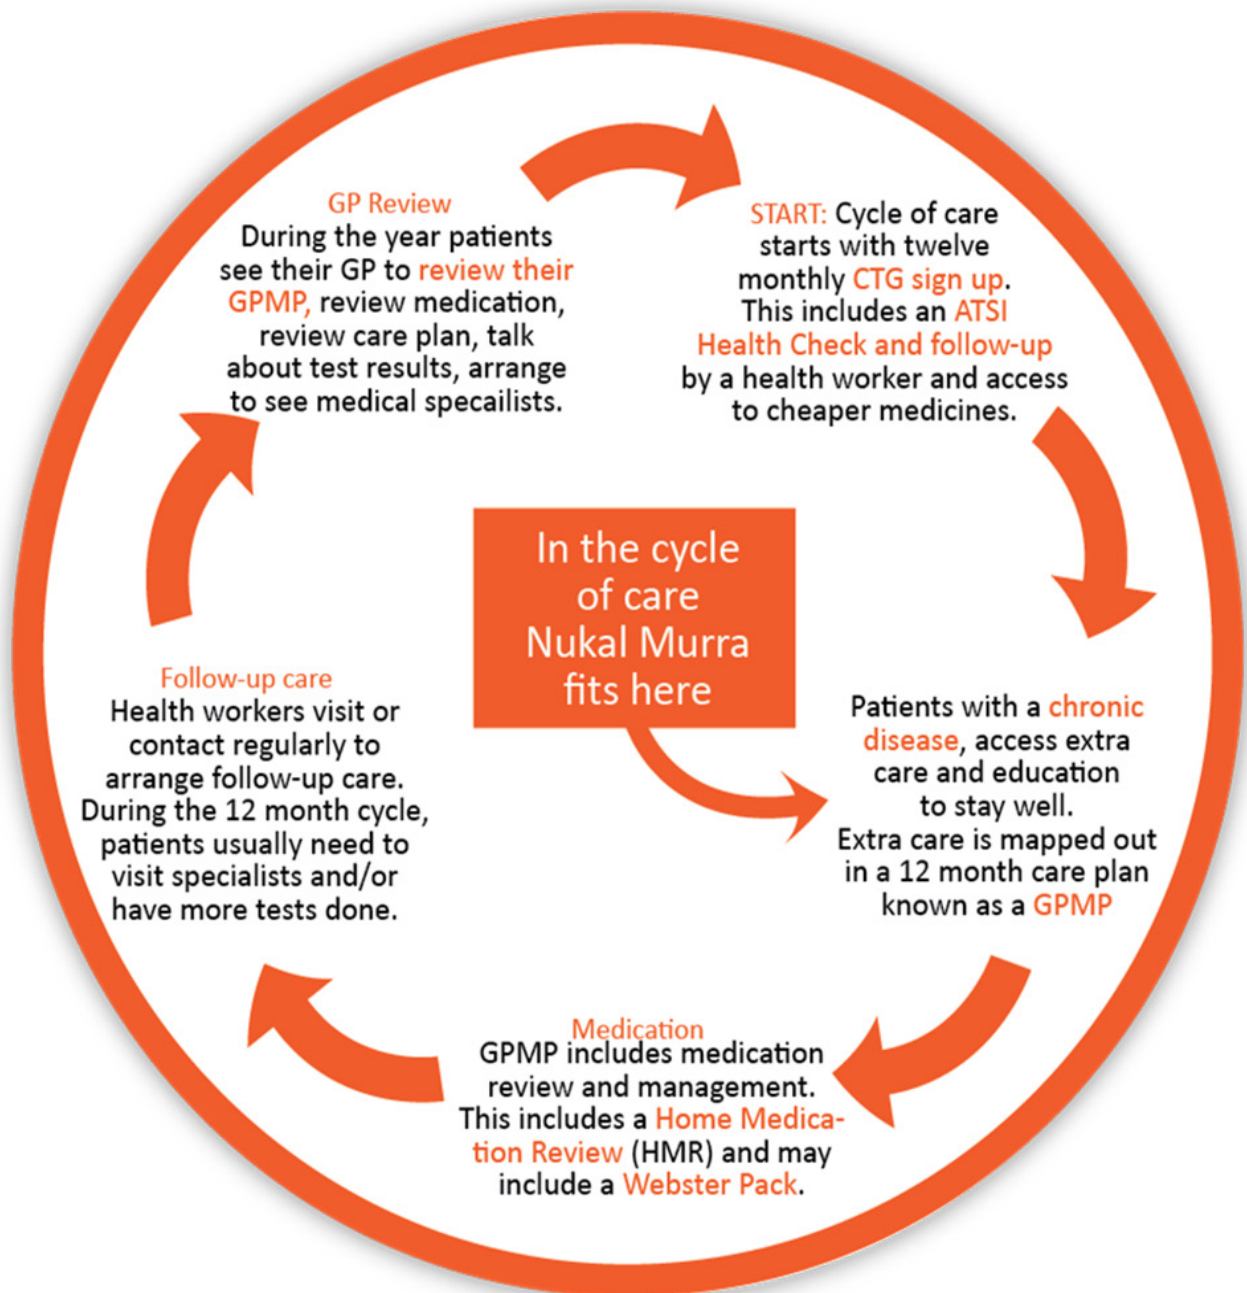 GP Review
During the year patients
see their GP to review their
GPMP, review medication,
review care plan, talk
about test results, arrange
to see medical specailists.
START: Cycle of care
starts with twelve
monthly CTG sign up.
This includes an ATSI
Health Check and follow-up
by a health worker and access
to cheaper medicines.
In the cycle
of care
Nukal Murra
fits here
Follow-up care
Health workers visit or
contact regularly to
arrange follow-up care.
During the 12 month cycle,
patients usually need to
visit specialists and/or
have more tests done.
Patients with a chronic
disease, access extra
care and education
to stay well.
Extra care is mapped out
in a 12 month care plan
known as a GPMP
Medication
GPMP includes medication
review and management.
This includes a Home Medica-
tion Review (HMR) and may
include a Webster Pack.